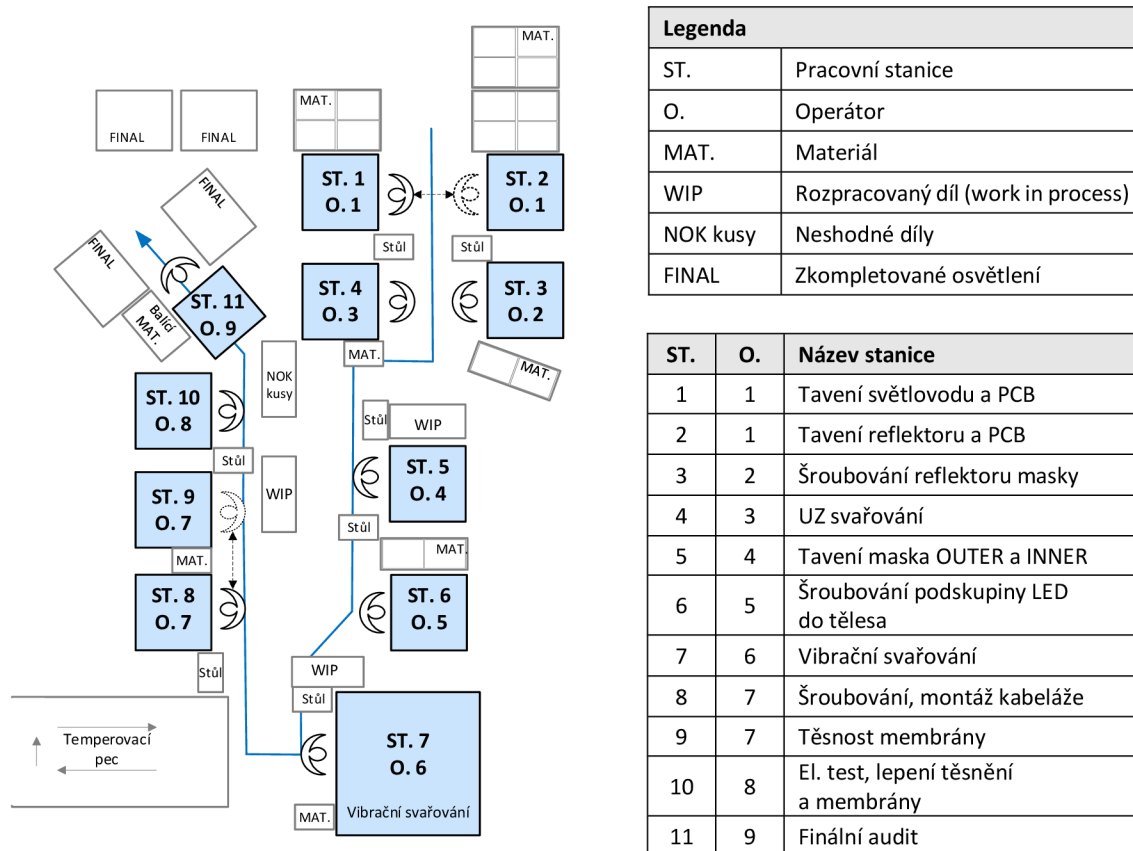 MAT.
MAT.
FINAL
FINAL
ST. 1
O. 1
ST. 2
O. 1
FINAL
Stůl
Stůl
FINAL
ST. 4
O. 3
ST. 3
O. 2
ST. 11
O. 9
Balící
MAT.
MAT.
MAT.
NOK
kusy
ST. 10
O. 8
Stůl
WIP
Stůl
ST. 5
O. 4
ST. 9
O. 7
WIP
Stůl
MAT.
MAT.
ST. 8
O. 7
ST. 6
O. 5
Stůl
WIP
Stůl
Temperovací
pec
ST. 7
O. 6
MAT.
Vibrační svařování
Legenda
ST. Pracovní stanice
O. Operátor
MAT. Materiál
WIP Rozpracovaný díl (work in process)
NOK kusy Neshodné díly
FINAL Zkompletované osvětlení
ST. O. Název stanice
1 1 Tavení světlovodu a PCB
2 1 Tavení reflektoru a PCB
3 2 Šroubování reflektoru masky
4 3 UZ svařování
5 4 Tavení maska OUTER a INNER
6 5 Šroubování podskupiny LED
do tělesa
7 6 Vibrační svařování
8 7 Šroubování, montáž kabeláže
9 7 Těsnost membrány
10 8 El. test, lepení těsnění
a membrány
11 9 Finální audit